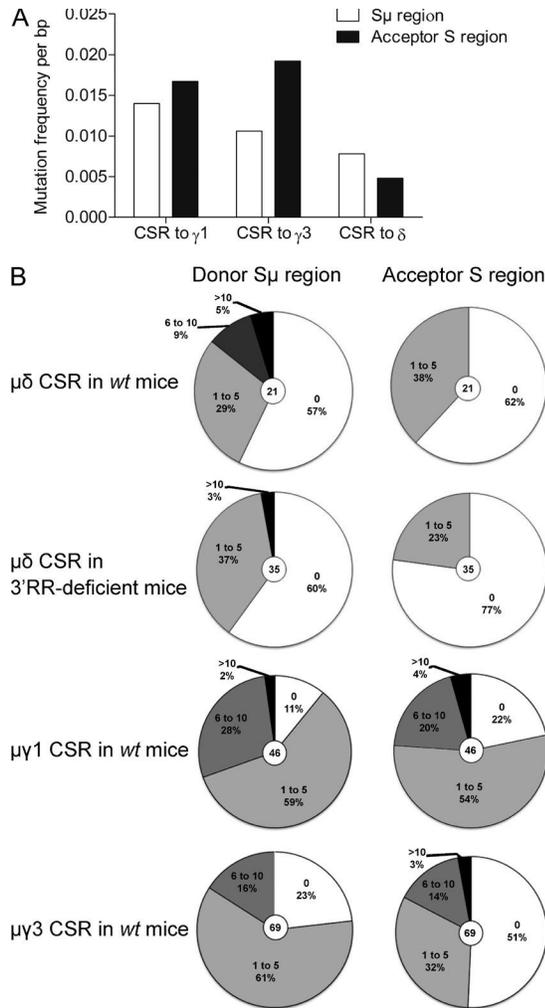 A
Sμ region
Acceptor S region
Mutation frequency per bp
0.025
0.020
0.015
0.010
0.005
0.000
CSR to γ1
CSR to γ3
CSR to δ
B
Donor Sμ region
Acceptor S region
μδ CSR in wt mice
>10
5%
6 to 10
9%
1 to 5
29%
21
0
57%
1 to 5
38%
21
0
62%
μδ CSR in
3'RR-deficient mice
>10
3%
1 to 5
37%
35
0
60%
1 to 5
23%
35
0
77%
μγ1 CSR in wt mice
>10
2%
0
11%
6 to 10
28%
46
1 to 5
59%
>10
4%
0
22%
6 to 10
20%
46
1 to 5
54%
μγ3 CSR in wt mice
6 to 10
16%
0
23%
69
1 to 5
61%
>10
3%
6 to 10
14%
69
0
51%
1 to 5
32%